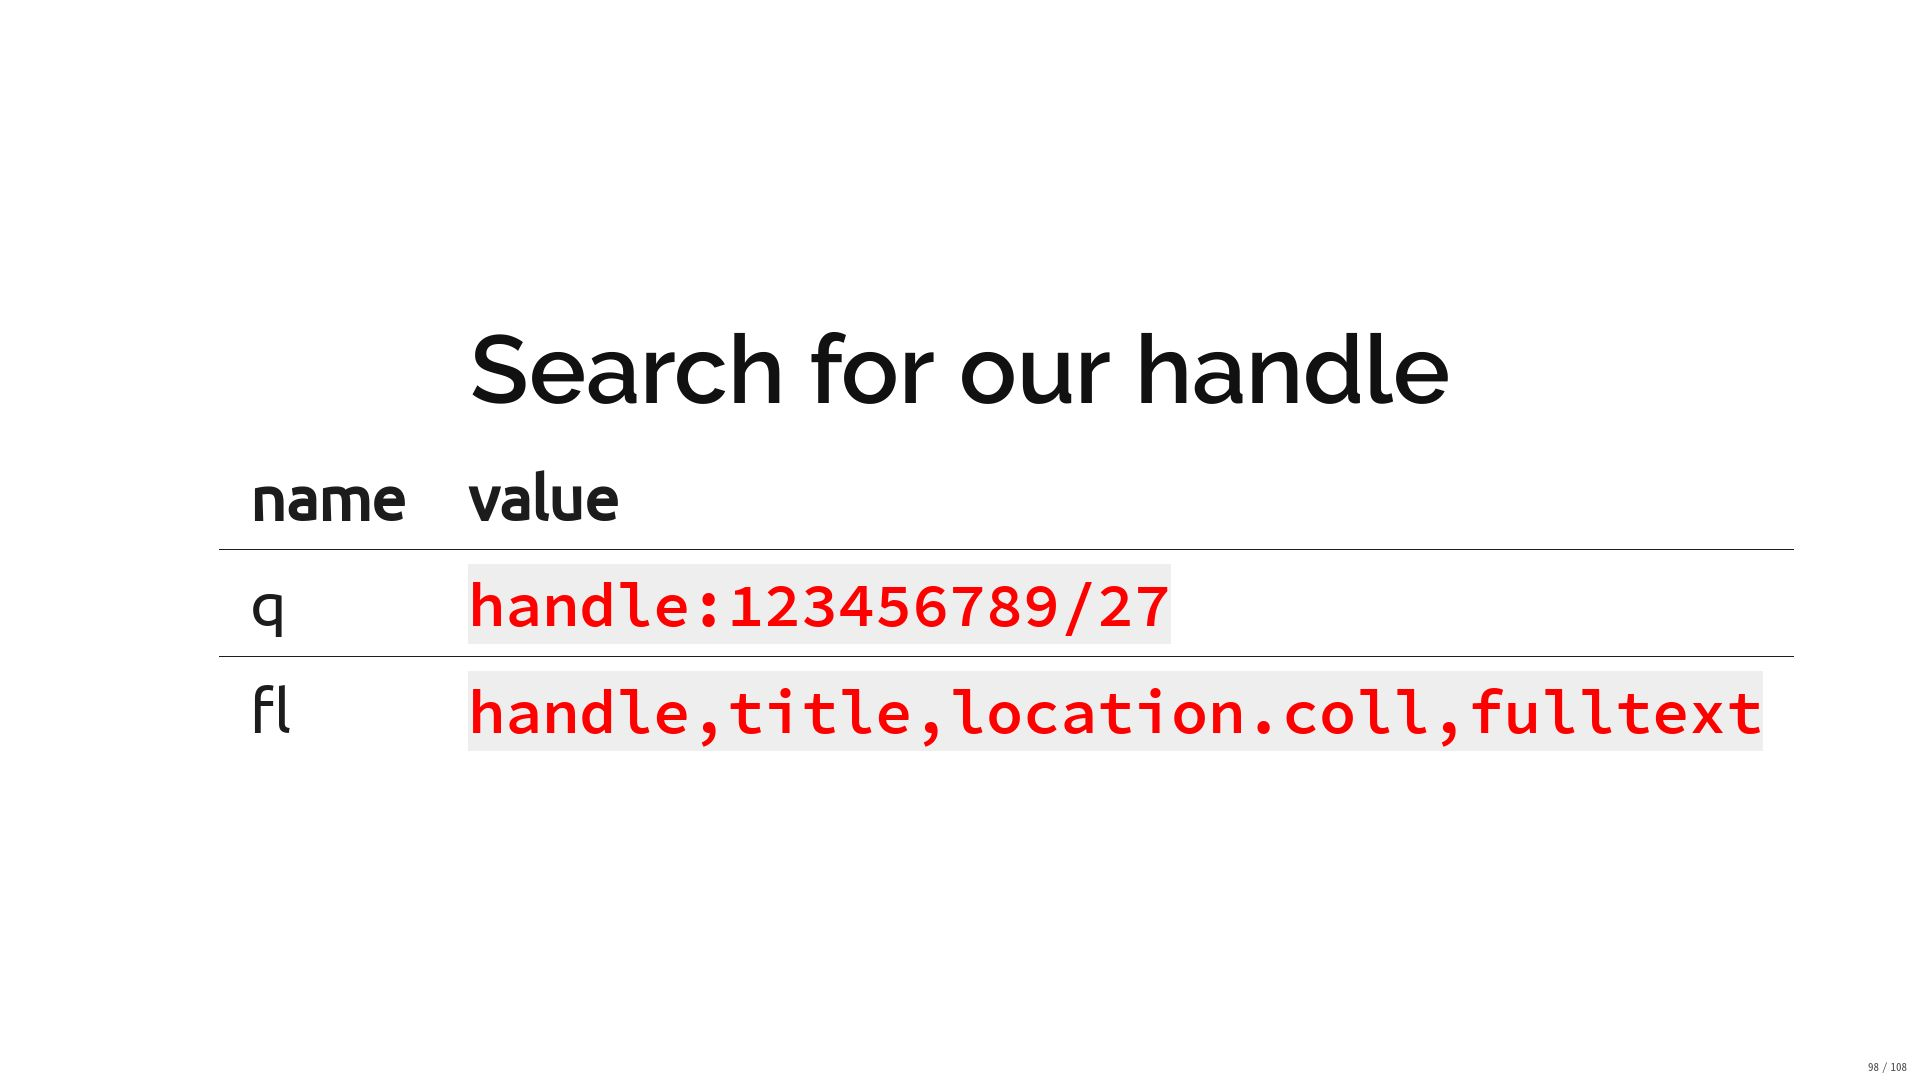 Search for our handle
name value
q handle:123456789/27
fl handle,title,location.coll,fulltext
98 / 108